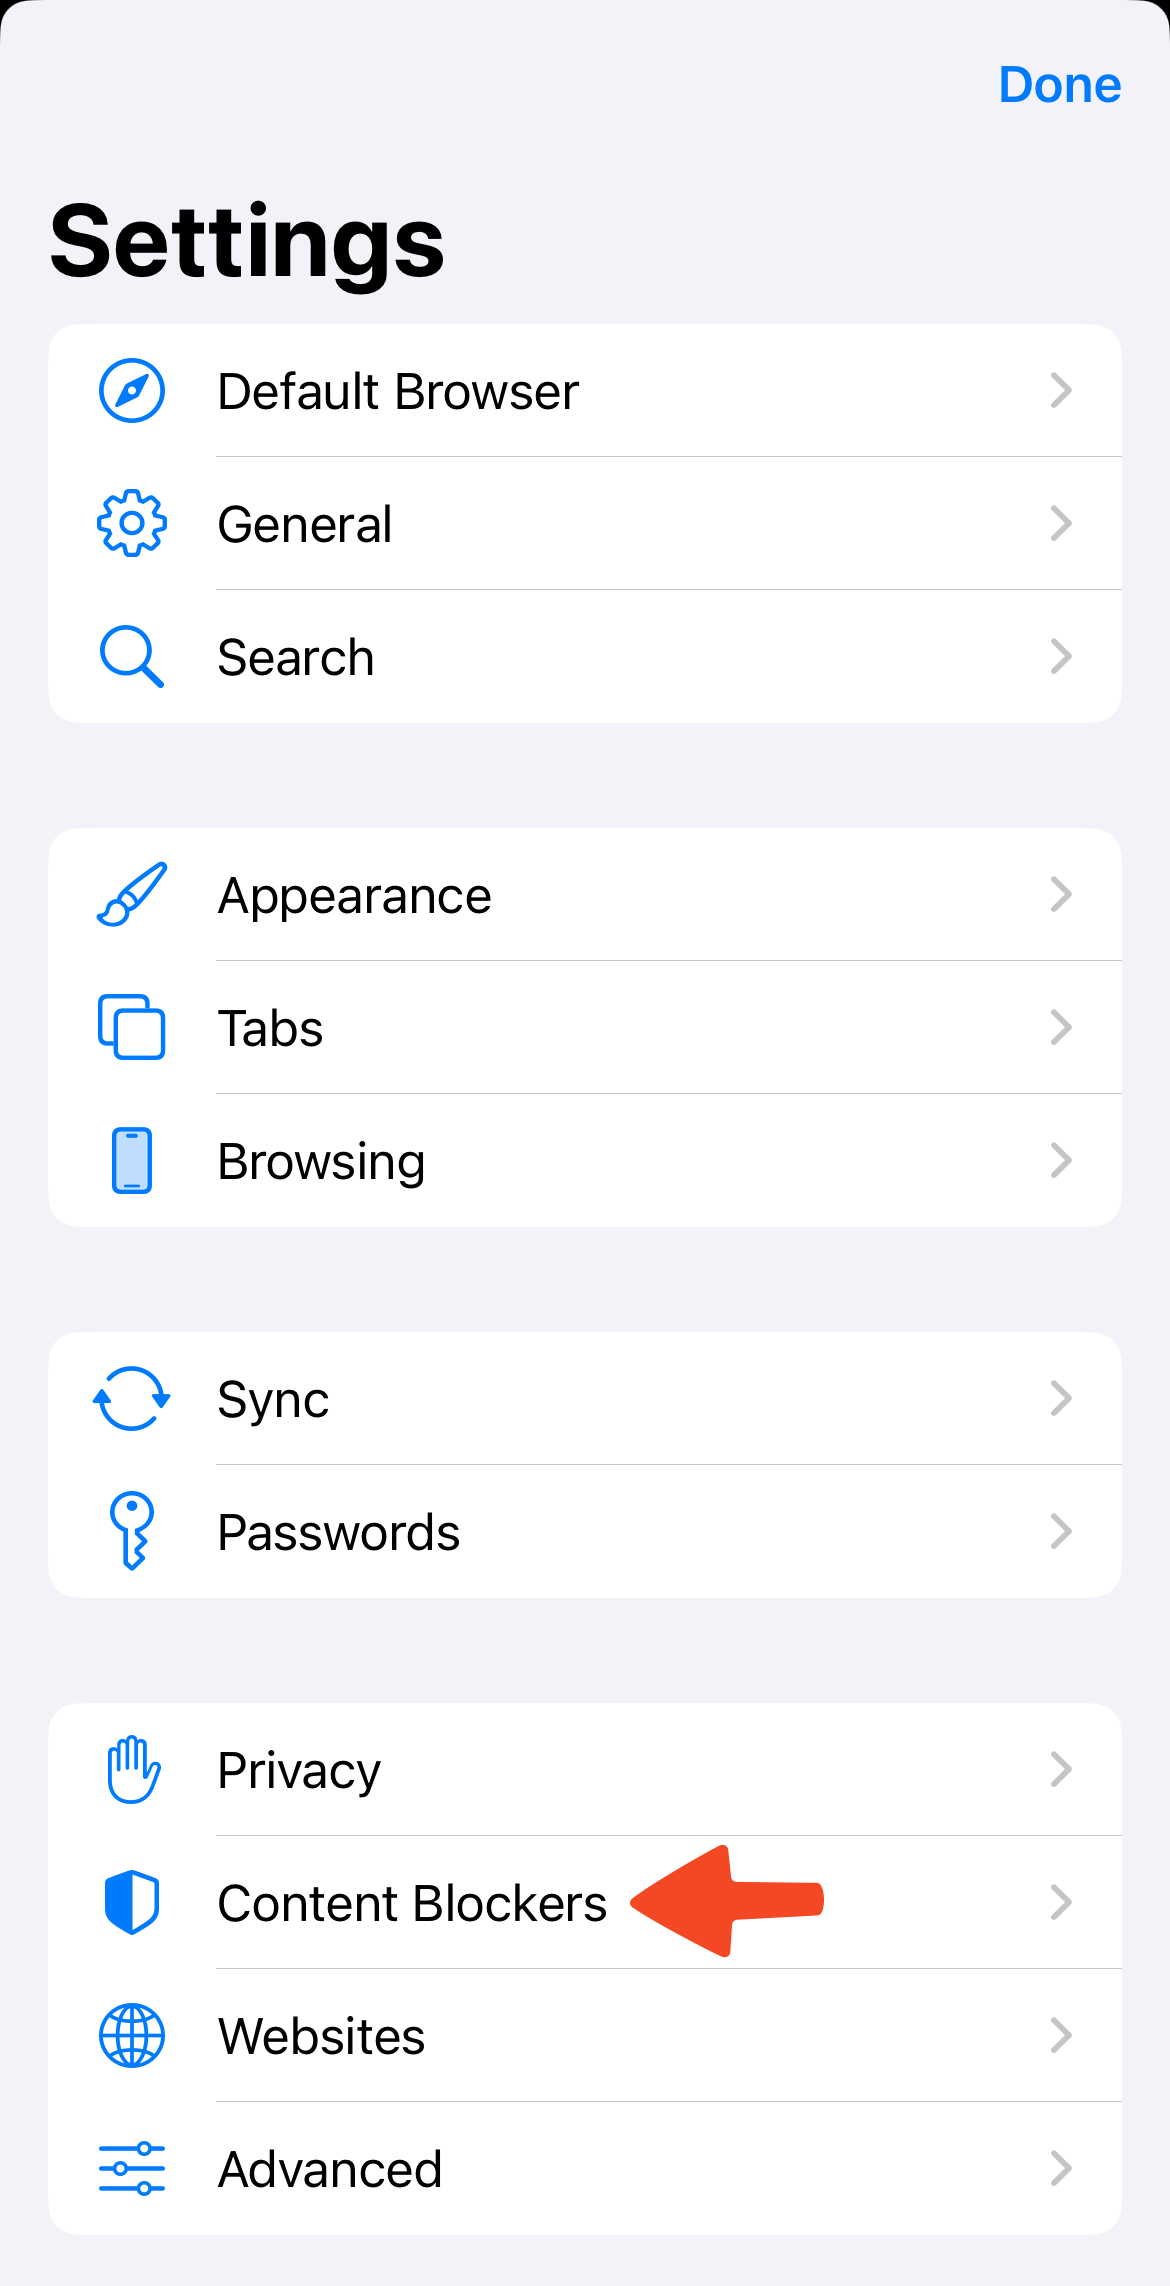 Done
Settings
Default Browser
General
Search
Appearance
Tabs
Browsing
Sync
Passwords
Privacy
Content Blockers
Websites
Advanced